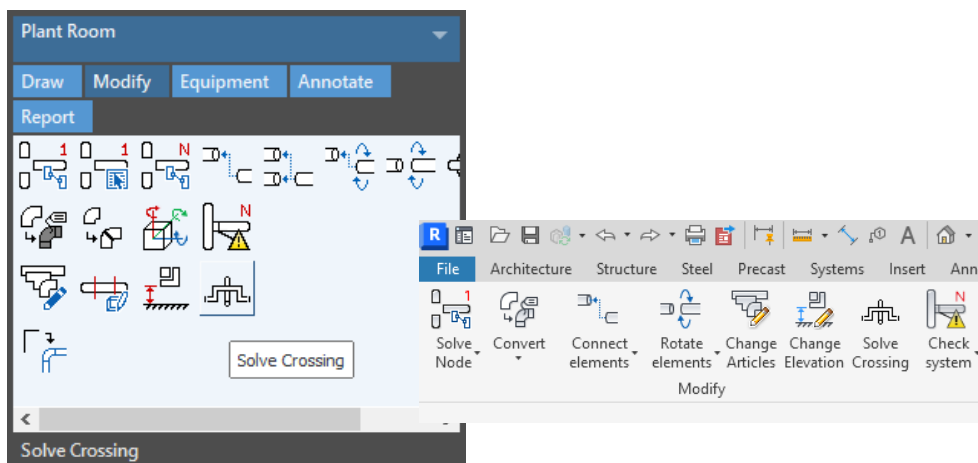 Plant Room
Draw Modify Equipment Annotate
Report
1 1 N
N
Solve Crossing
Solve Crossing
R
A
File Architecture Structure Steel Precast Systems Insert Ann
1 N
Solve Node Convert Connect elements Rotate elements Change Articles Change Elevation Solve Crossing Check system
Modify